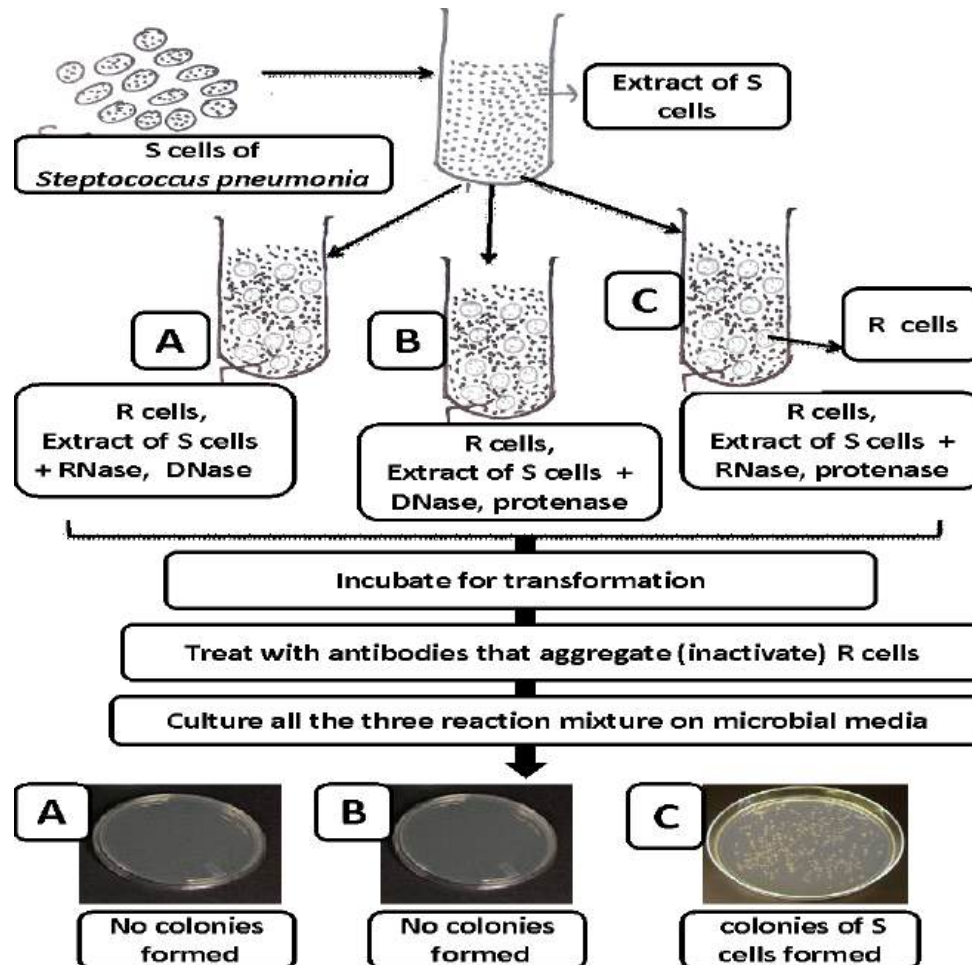 Extract of S
cells
S cells of
Steptococcus pneumonia
A
B
C
R cells
R cells,
Extract of S cells
+ RNase, DNase
R cells,
Extract of S cells +
DNase, protenase
R cells,
Extract of S cells +
RNase, protenase
Incubate for transformation
Treat with antibodies that aggregate (inactivate) R cells
Culture all the three reaction mixture on microbial media
A
B
C
No colonies
formed
No colonies
formed
colonies of S
cells formed